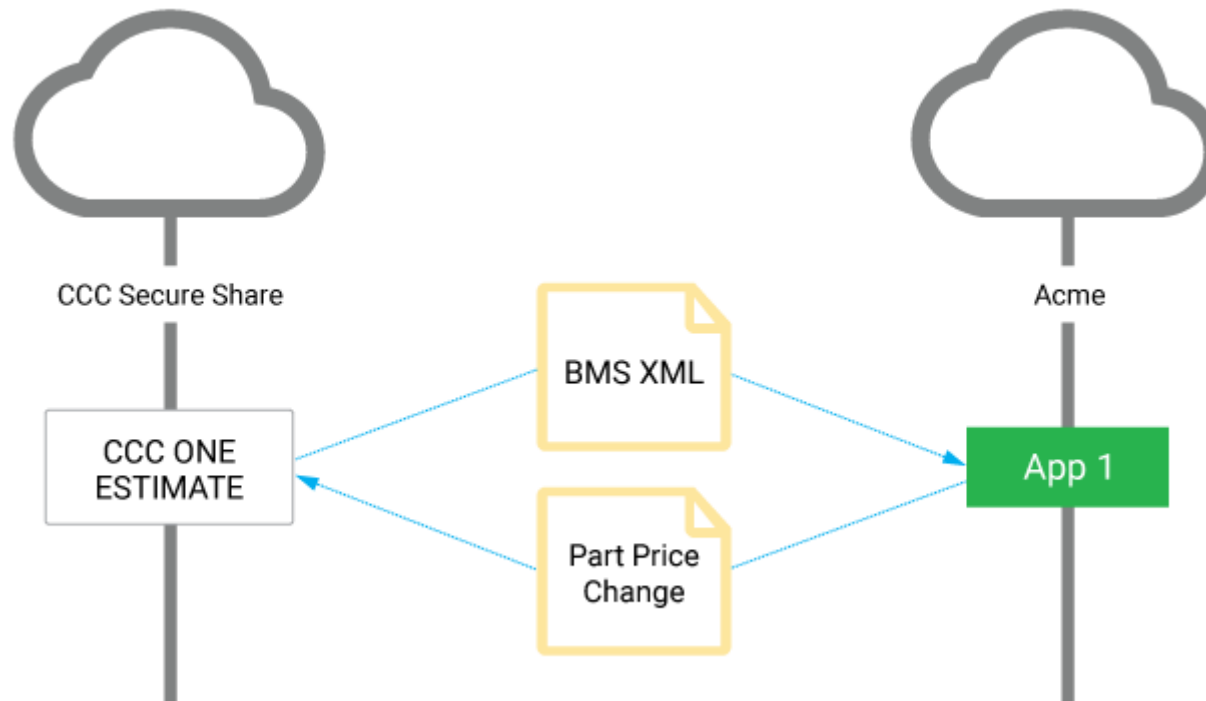 CCC Secure Share
Acme
BMS XML
CCC ONE
ESTIMATE
App 1
Part Price
Change